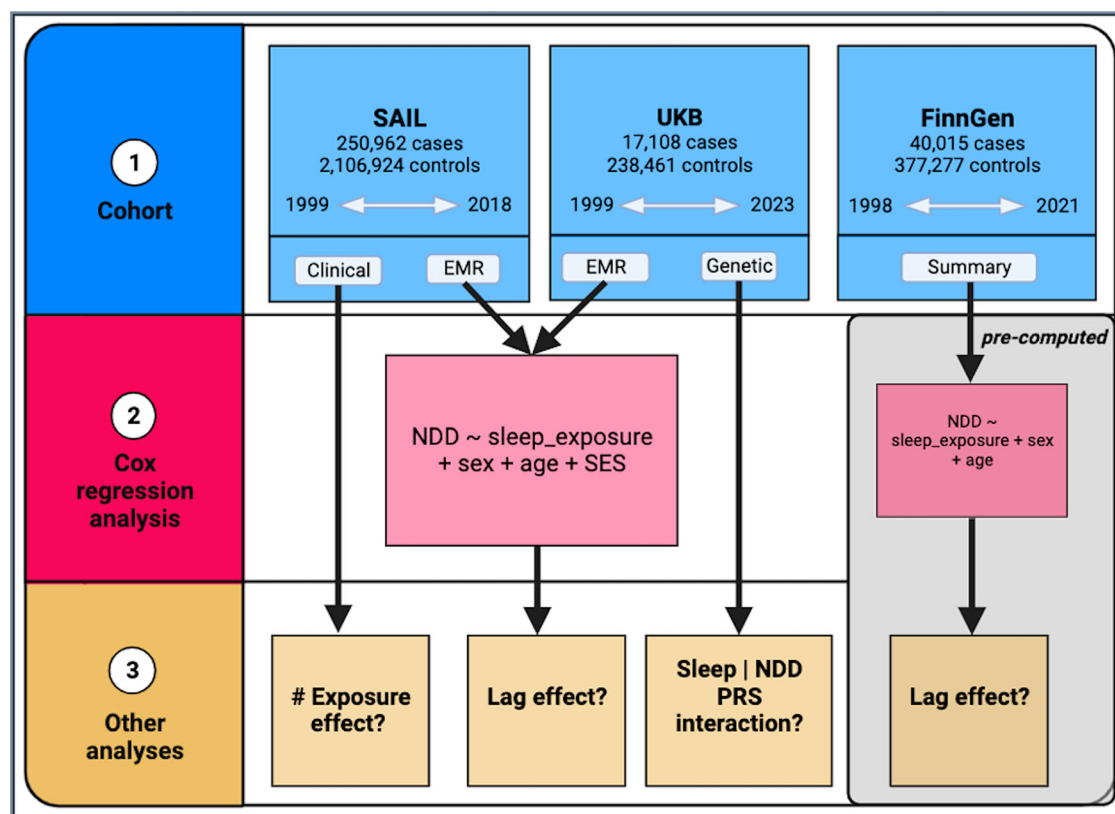 1
Cohort
SAIL
250,962 cases
2,106,924 controls
1999
2018
Clinical
EMR
UKB
17,108 cases
238,461 controls
1999
2023
EMR
Genetic
FinnGen
40,015 cases
377,277 controls
1998
2021
Summary
2
Cox
regression
analysis
NDD ~ sleep_exposure
+ sex + age + SES
pre-computed
NDD ~
sleep_exposure + sex
+ age
3
Other
analyses
# Exposure
effect?
Lag effect?
Sleep | NDD
PRS
interaction?
Lag effect?